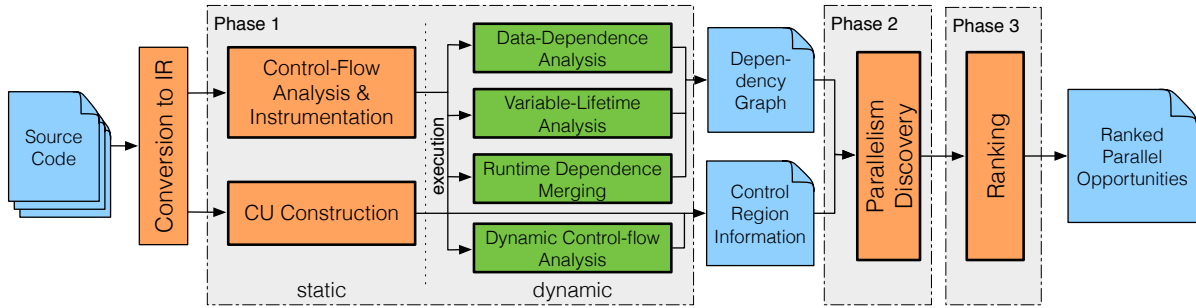 Phase 1
Phase 2
Phase 3
Source
Code
Conversion to IR
Control-Flow
Analysis &
Instrumentation
CU Construction
static
execution
Data-Dependence
Analysis
Variable-Lifetime
Analysis
Runtime Dependence
Merging
Dynamic Control-flow
Analysis
dynamic
Depen-
dency
Graph
Control
Region
Information
Parallelism
Discovery
Ranking
Ranked
Parallel
Opportunities